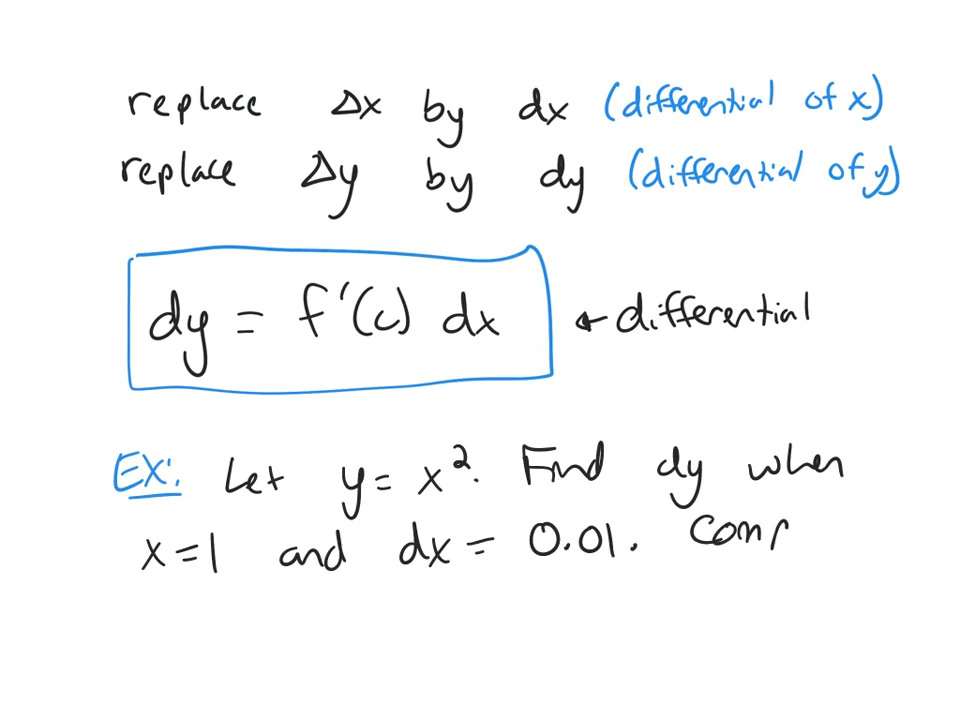 replace Δx by dx (differential of x)
replace Δy by dy (differential of y)
dy = f'(c) dx ← differential
Ex: Let y = x². Find dy when
x = 1 and dx = 0.01. Com